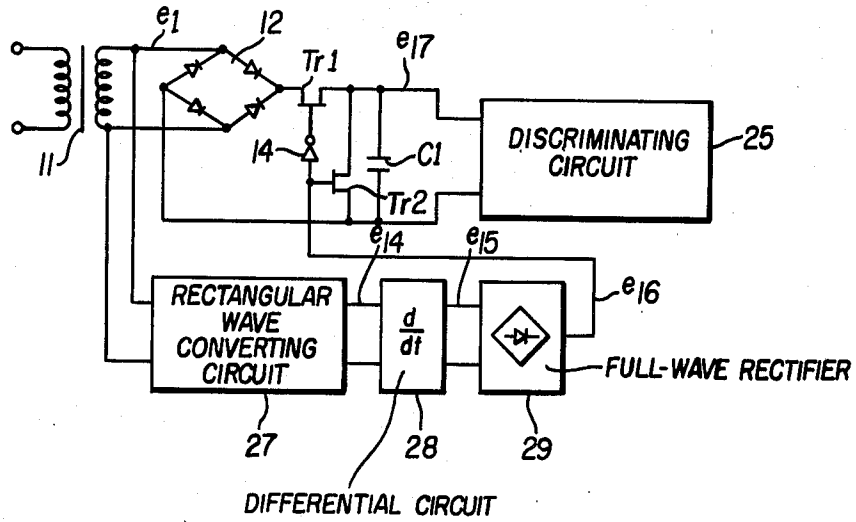 e1
12
Tr1
e17
11
14
C1
Tr2
DISCRIMINATING
CIRCUIT
25
e14
e15
e16
RECTANGULAR
WAVE
CONVERTING
CIRCUIT
d
dt
FULL-WAVE RECTIFIER
27
28
29
DIFFERENTIAL CIRCUIT